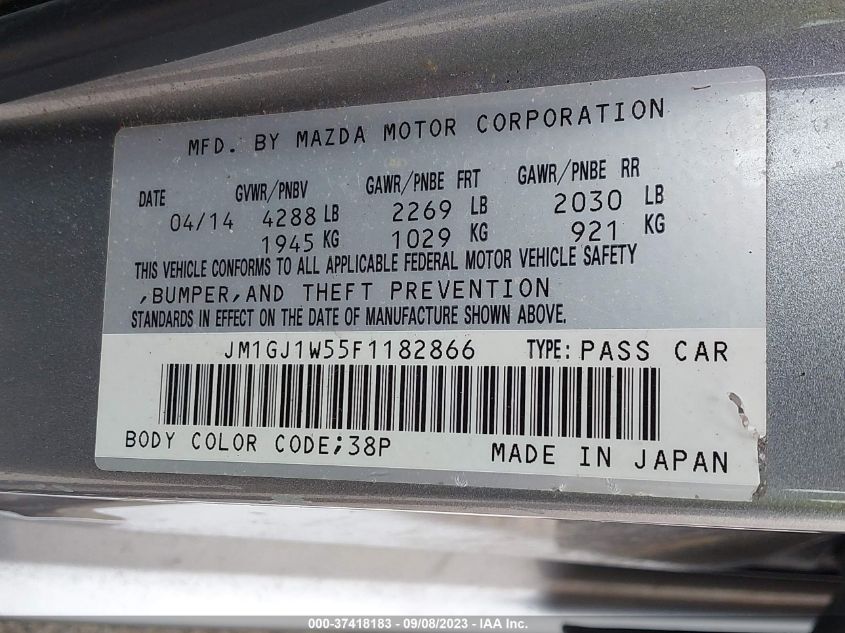 MFD. BY MAZDA MOTOR CORPORATION
DATE GVWR/PNBV GAWR/PNBE FRT GAWR/PNBE RR
04/14 4288 LB 2269 LB 2030 LB
1945 KG 1029 KG 921 KG
THIS VEHICLE CONFORMS TO ALL APPLICABLE FEDERAL MOTOR VEHICLE SAFETY
,BUMPER,AND THEFT PREVENTION
STANDARDS IN EFFECT ON THE DATE OF MANUFACTURE SHOWN ABOVE.
JM1GJ1W55F1182866 TYPE: PASS CAR
BODY COLOR CODE;38P MADE IN JAPAN
000-37418183 - 09/08/2023 - IAA Inc.